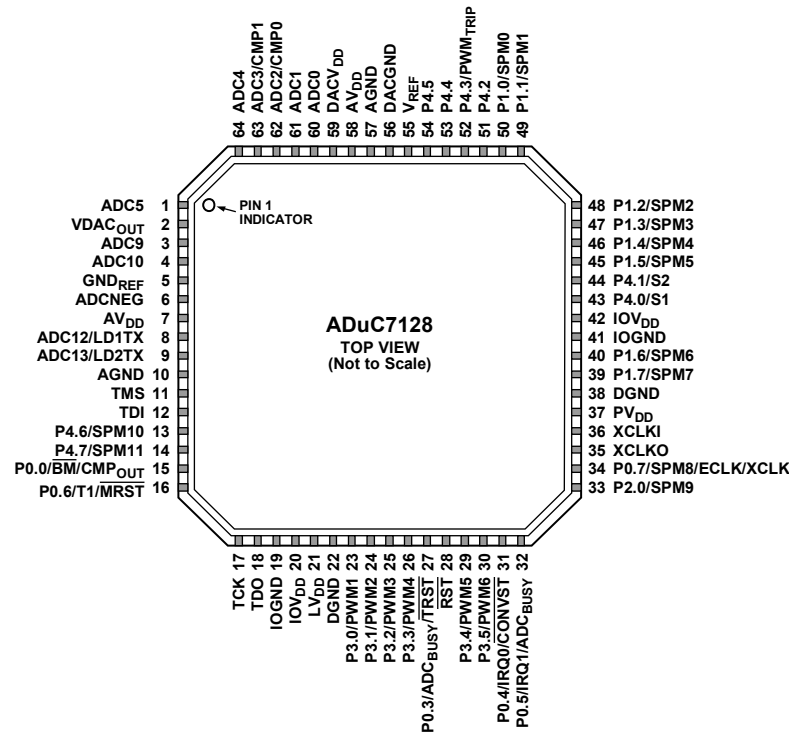 64 ADC4
63 ADC3/CMP1
62 ADC2/CMP0
61 ADC1
60 ADC0
59 DACVDD
58 AVDD
57 AGND
56 DACGND
55 VREF
54 P4.5
53 P4.4
52 P4.3/PWMTRIP
51 P4.2
50 P1.0/SPM0
49 P1.1/SPM1
ADC5 1
VDACOUT 2
ADC9 3
ADC10 4
GNDREF 5
ADCNEG 6
AVDD 7
ADC12/LD1TX 8
ADC13/LD2TX 9
AGND 10
TMS 11
TDI 12
P4.6/SPM10 13
P4.7/SPM11 14
P0.0/B̅M̅/CMPOUT 15
P0.6/T1/M̅R̅S̅T̅ 16
PIN 1
INDICATOR
ADuC7128
TOP VIEW
(Not to Scale)
48 P1.2/SPM2
47 P1.3/SPM3
46 P1.4/SPM4
45 P1.5/SPM5
44 P4.1/S2
43 P4.0/S1
42 IOVDD
41 IOGND
40 P1.6/SPM6
39 P1.7/SPM7
38 DGND
37 PVDD
36 XCLKI
35 XCLKO
34 P0.7/SPM8/ECLK/XCLK
33 P2.0/SPM9
TCK 17
TDO 18
IOGND 19
IOVDD 20
LVDD 21
DGND 22
P3.0/PWM1 23
P3.1/PWM2 24
P3.2/PWM3 25
P3.3/PWM4 26
P0.3/ADCBUSY/T̅R̅S̅T̅ 27
R̅S̅T̅ 28
P3.4/PWM5 29
P3.5/PWM6 30
P0.4/IRQ0/C̅O̅N̅V̅S̅T̅ 31
P0.5/IRQ1/ADCBUSY 32